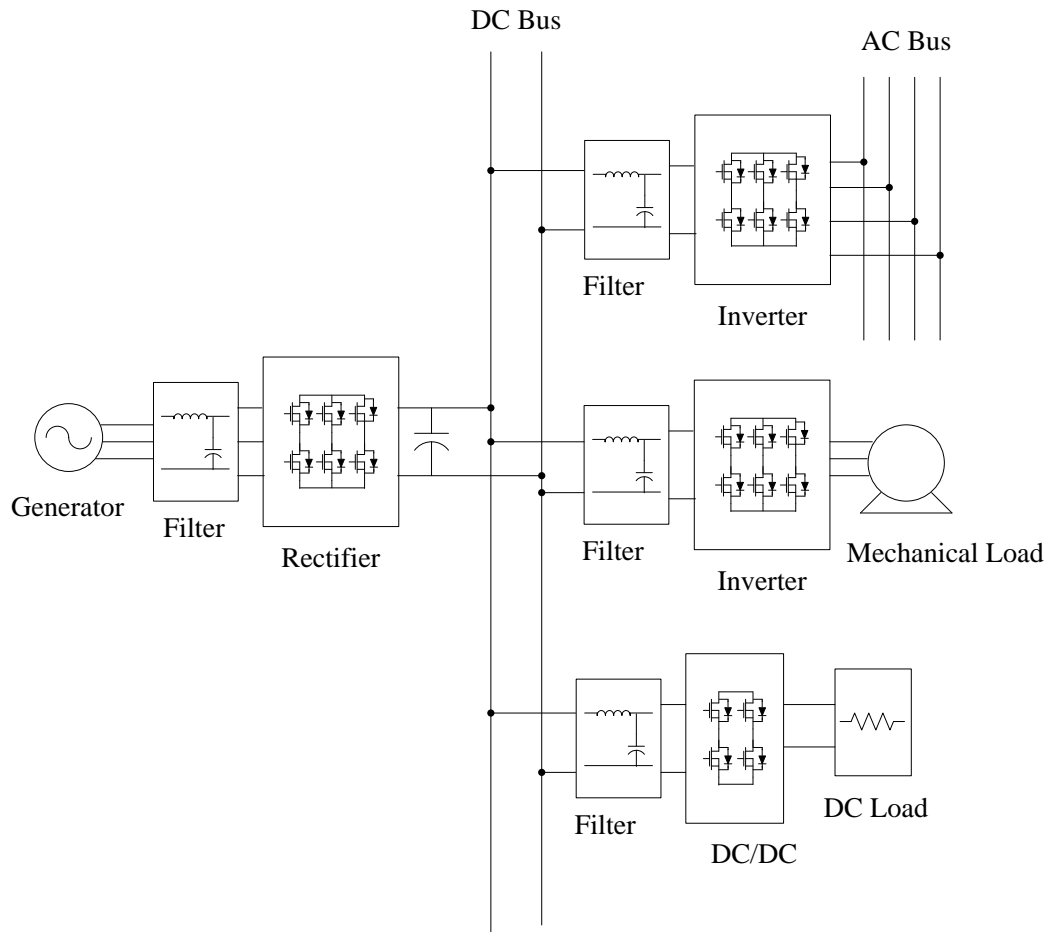 DC Bus
AC Bus
Filter
Inverter
Generator
Filter
Rectifier
Filter
Inverter
Mechanical Load
Filter
DC/DC
DC Load